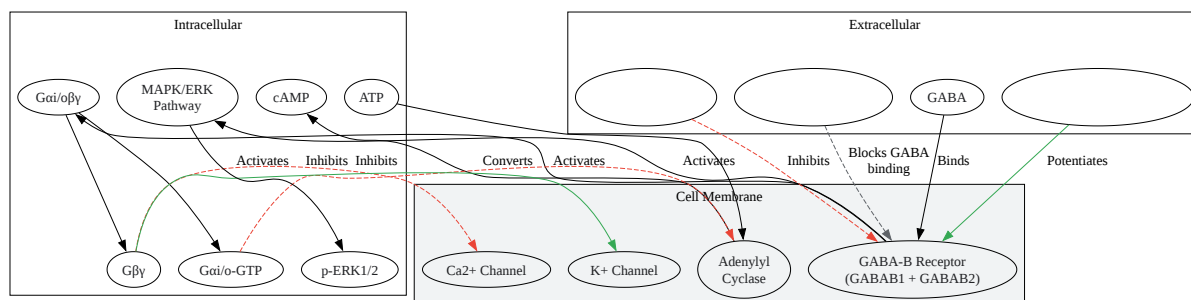 Intracellular
Extracellular
Gαi/oβγ
MAPK/ERK
Pathway
cAMP
ATP
GABA
Activates
Inhibits
Inhibits
Converts
Activates
Activates
Inhibits
Blocks GABA
binding
Binds
Potentiates
Cell Membrane
Gβγ
Gαi/o-GTP
p-ERK1/2
Ca2+ Channel
K+ Channel
Adenylyl
Cyclase
GABA-B Receptor
(GABAB1 + GABAB2)